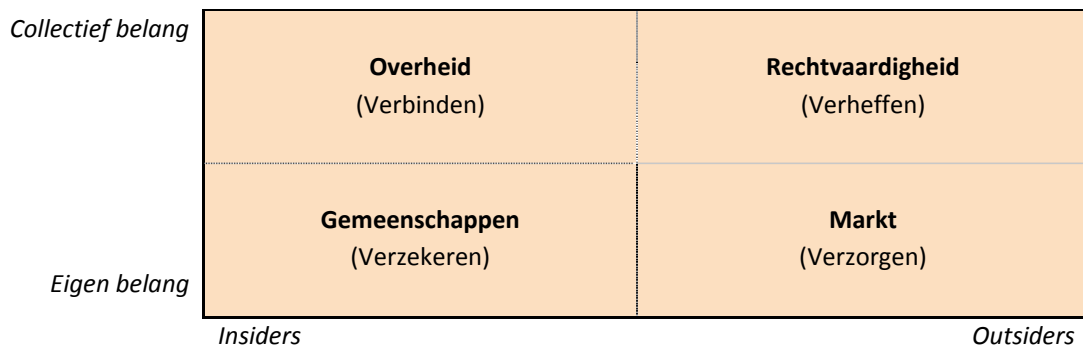 Collectief belang
Overheid
(Verbinden)
Rechtvaardigheid
(Verheffen)
Gemeenschappen
(Verzekeren)
Markt
(Verzorgen)
Eigen belang
Insiders
Outsiders